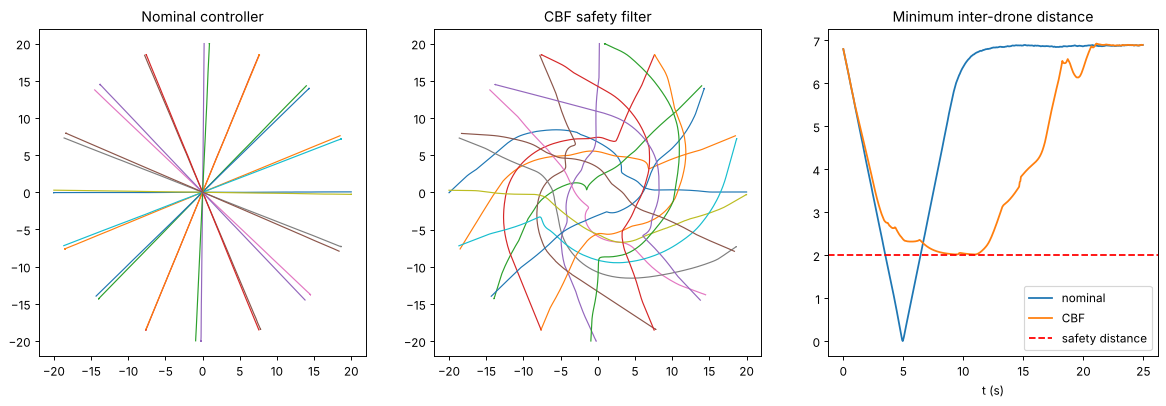 Nominal controller
20
15
10
5
0
−5
−10
−15
−20
−20 −15 −10 −5 0 5 10 15 20
CBF safety filter
20
15
10
5
0
−5
−10
−15
−20
−20 −15 −10 −5 0 5 10 15 20
Minimum inter-drone distance
7
6
5
4
3
2
1
0
nominal
CBF
safety distance
0 5 10 15 20 25
t (s)